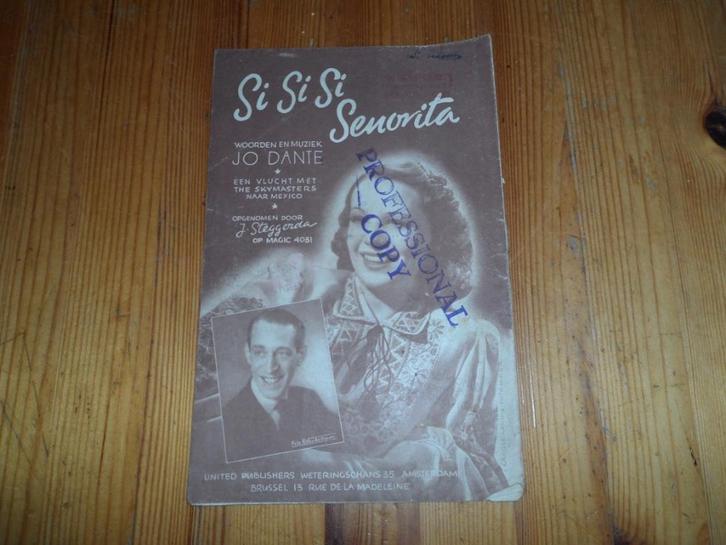 Si Si Si
Senorita
WOORDEN EN MUZIEK
JO DANTE
EEN VLUCHT MET
THE SKYMASTERS
NAAR MEXICO
OPGENOMEN DOOR
J. Steggerda
OP MAGIC 4081
PROFESSIONAL
COPY
UNITED PUBLISHERS WETERINGSCHANS 35 AMSTERDAM
BRUSSEL 13 RUE DE LA MADELEINE